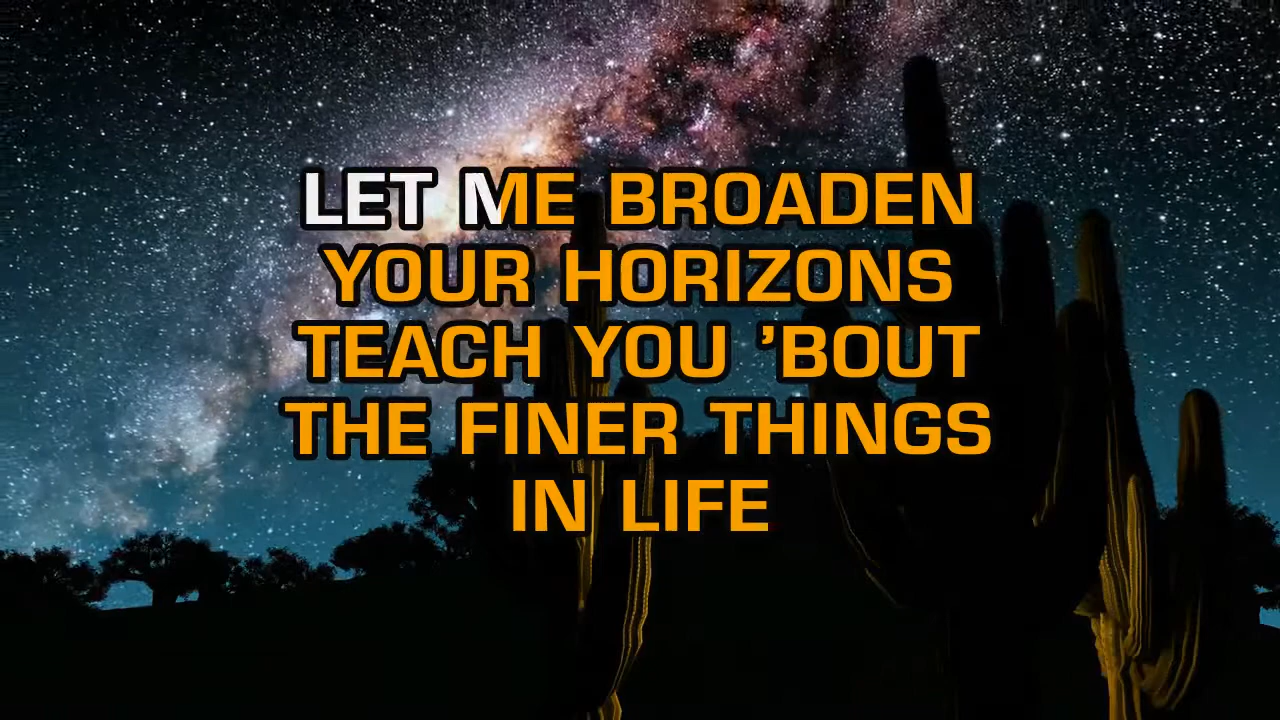 LET ME BROADEN
YOUR HORIZONS
TEACH YOU ’BOUT
THE FINER THINGS
IN LIFE